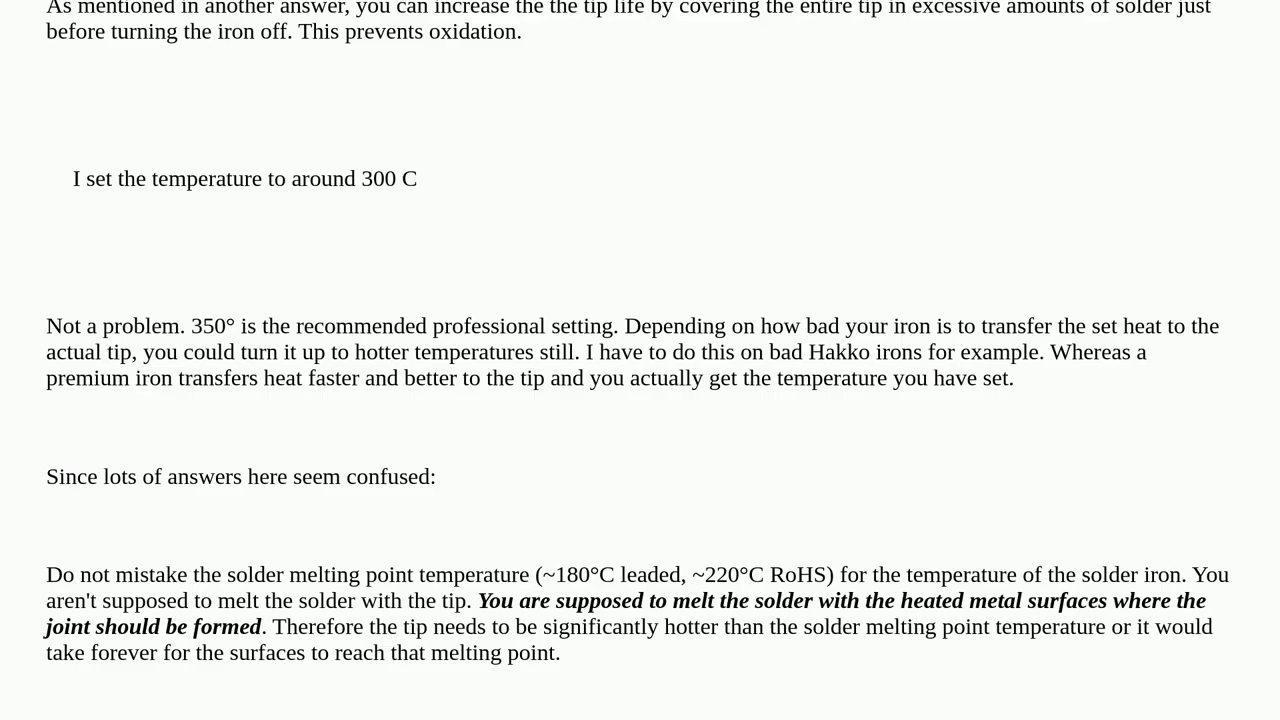 As mentioned in another answer, you can increase the the tip life by covering the entire tip in excessive amounts of solder just
before turning the iron off. This prevents oxidation.
I set the temperature to around 300 C
Not a problem. 350° is the recommended professional setting. Depending on how bad your iron is to transfer the set heat to the
actual tip, you could turn it up to hotter temperatures still. I have to do this on bad Hakko irons for example. Whereas a
premium iron transfers heat faster and better to the tip and you actually get the temperature you have set.
Since lots of answers here seem confused:
Do not mistake the solder melting point temperature (~180°C leaded, ~220°C RoHS) for the temperature of the solder iron. You
aren't supposed to melt the solder with the tip. You are supposed to melt the solder with the heated metal surfaces where the
joint should be formed. Therefore the tip needs to be significantly hotter than the solder melting point temperature or it would
take forever for the surfaces to reach that melting point.